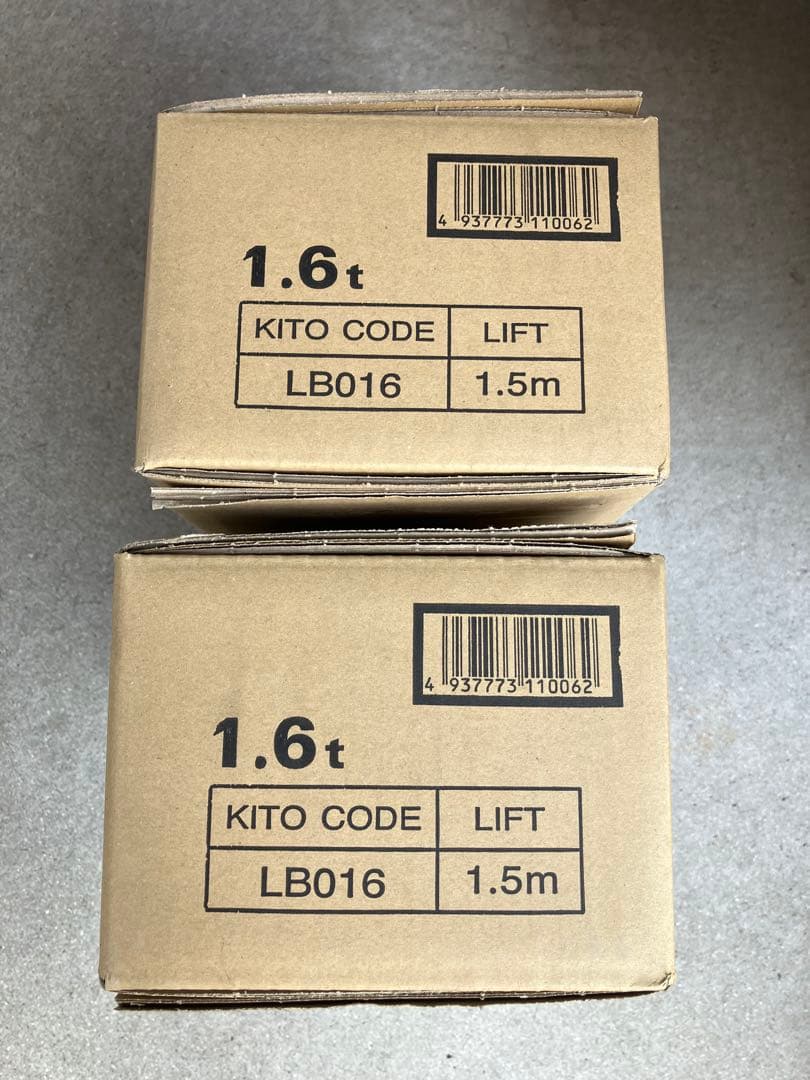 4 937773 110062
1.6t
KITO CODE LIFT
LB016 1.5m
4 937773 110062
1.6t
KITO CODE LIFT
LB016 1.5m